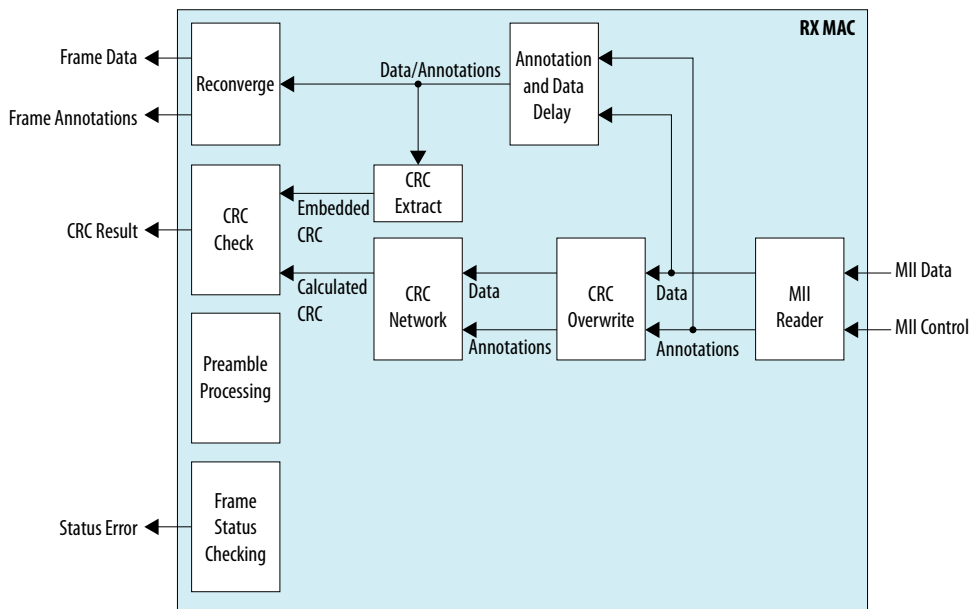 RX MAC
Frame Data
Frame Annotations
Reconverge
Data/Annotations
Annotation
and Data
Delay
CRC
Extract
Embedded
CRC
CRC Result
CRC
Check
Calculated
CRC
CRC
Network
Data
Annotations
CRC
Overwrite
Data
Annotations
MII
Reader
MII Data
MII Control
Preamble
Processing
Status Error
Frame
Status
Checking